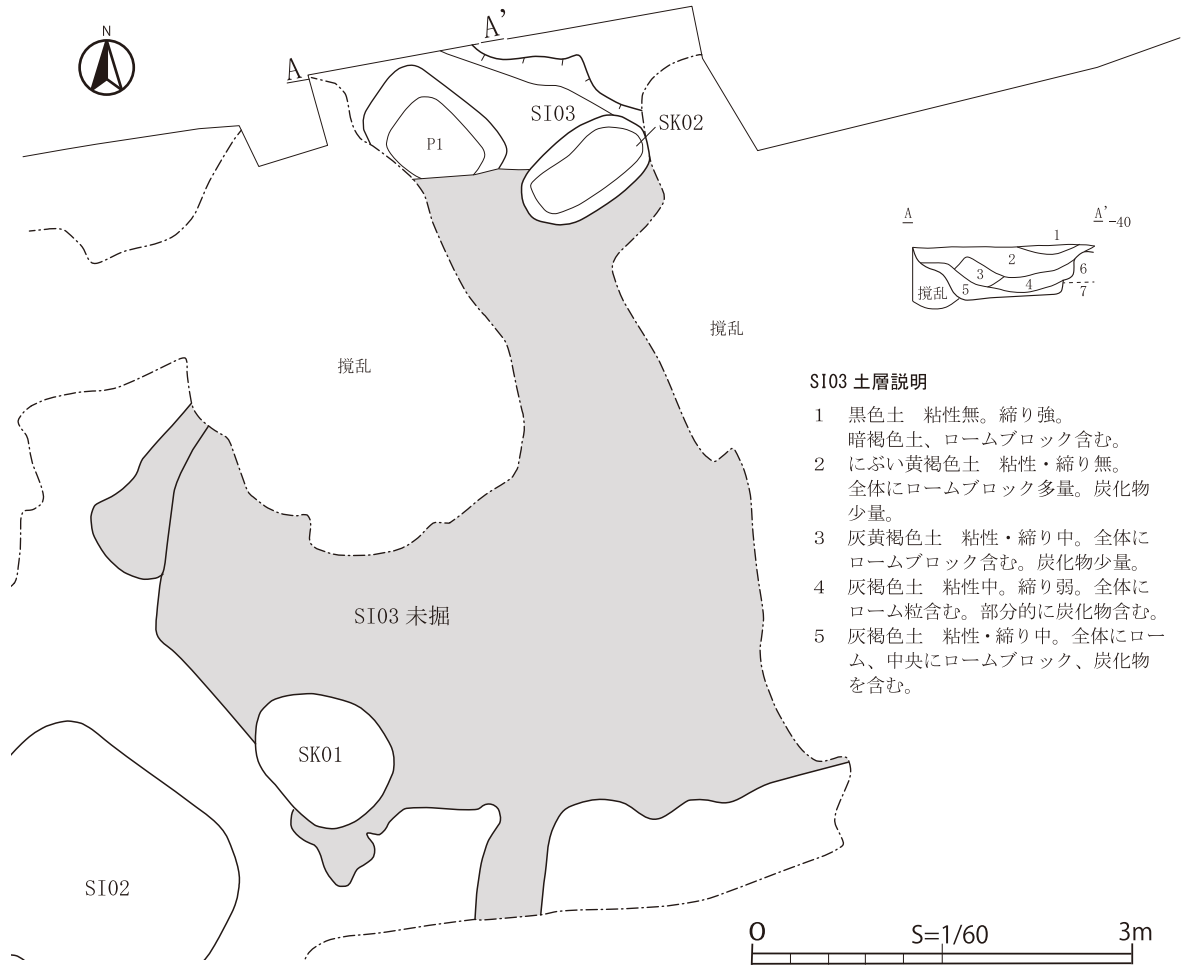 N
A
A'
SI03
SK02
P1
A
A'
-40
1
2
3
4
5
6
7
撹乱
撹乱
撹乱
SI03 土層説明
1 黒色土 粘性無。締り強。
暗褐色土、ロームブロック含む。
2 にぶい黄褐色土 粘性・締り無。
全体にロームブロック多量。炭化物
少量。
3 灰黄褐色土 粘性・締り中。全体に
ロームブロック含む。炭化物少量。
4 灰褐色土 粘性中。締り弱。全体に
ローム粒含む。部分的に炭化物含む。
5 灰褐色土 粘性・締り中。全体にロー
ム、中央にロームブロック、炭化物
を含む。
SI03 未掘
SK01
SI02
0 S=1/60 3m